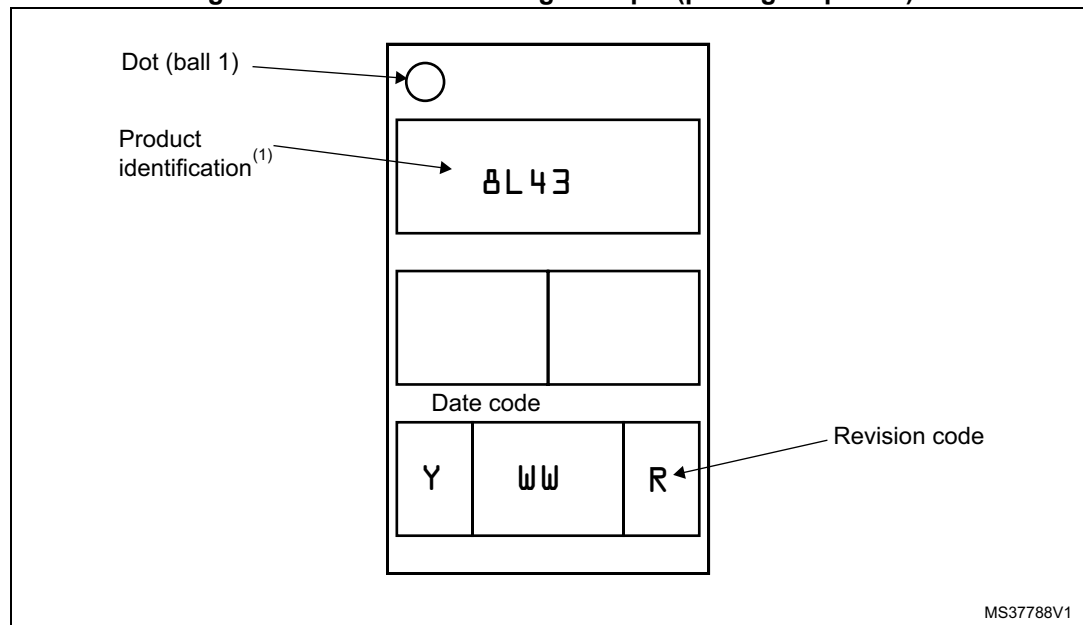 Dot (ball 1)
Product
identification(1)
8L43
Date code
Y WW R
Revision code
MS37788V1